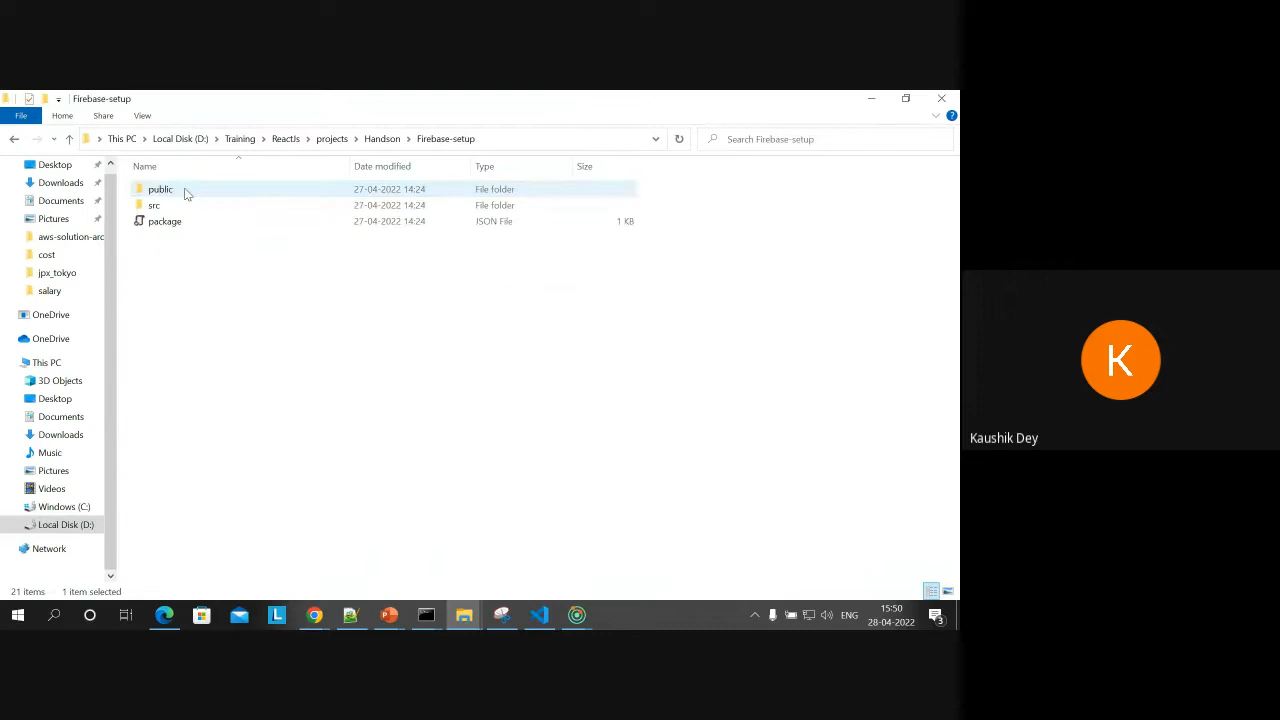 Firebase-setup
File Home Share View
This PC Local Disk (D:) Training ReactJs projects Handson Firebase-setup
Search Firebase-setup
Name Date modified Type Size
public 27-04-2022 14:24 File folder
src 27-04-2022 14:24 File folder
package 27-04-2022 14:24 JSON File 1 KB
Desktop
Downloads
Documents
Pictures
aws-solution-arc
cost
jpx_tokyo
salary
OneDrive
OneDrive
This PC
3D Objects
Desktop
Documents
Downloads
Music
Pictures
Videos
Windows (C:)
Local Disk (D:)
Network
21 items 1 item selected
L
ENG
15:50
28-04-2022
3
K
Kaushik Dey